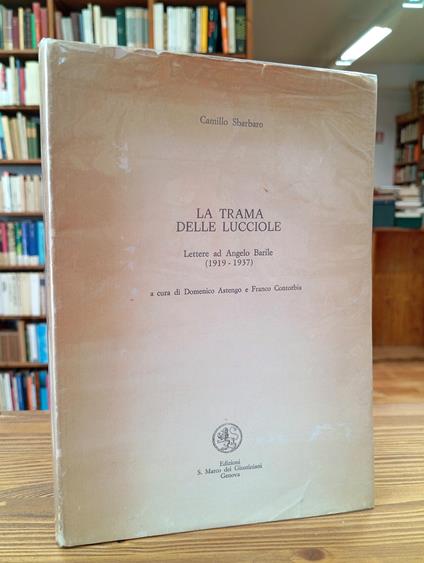 Camillo Sbarbaro
LA TRAMA
DELLE LUCCIOLE
Lettere ad Angelo Barile
(1919 - 1937)
a cura di Domenico Astengo e Franco Contorbia
Edizioni
S. Marco dei Giustiniani
Genova